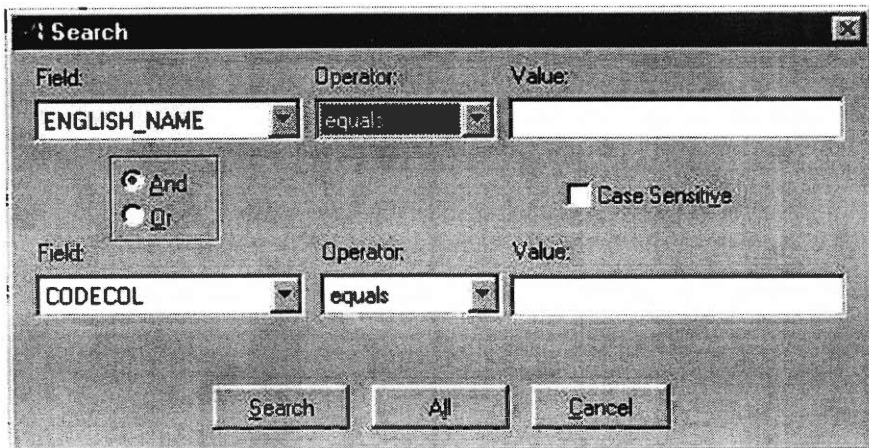 Search
Field: Operator: Value:
ENGLISH_NAME equals
And
Case Sensitive
Or
Field: Operator: Value:
CODECOL equals
Search All Cancel